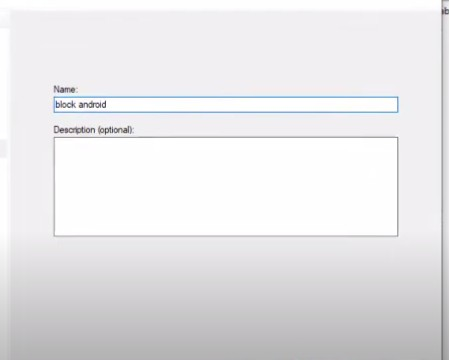 Name:
block android
Description (optional):